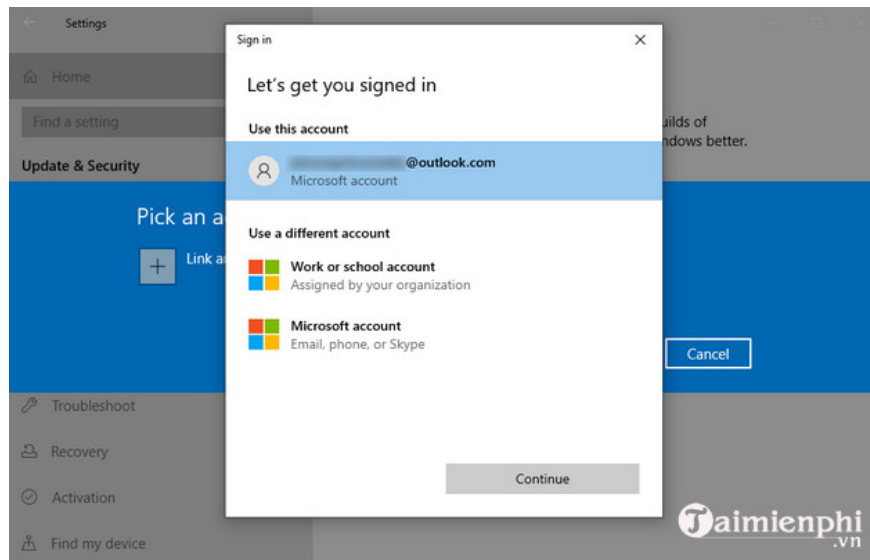 Settings
Home
Find a setting
Update & Security
Pick an a
Link a
Troubleshoot
Recovery
Activation
Find my device
Sign in
Let's get you signed in
Use this account
@outlook.com
Microsoft account
Use a different account
Work or school account
Assigned by your organization
Microsoft account
Email, phone, or Skype
Continue
uilds of
ndows better.
Cancel
Taimienphi
.vn